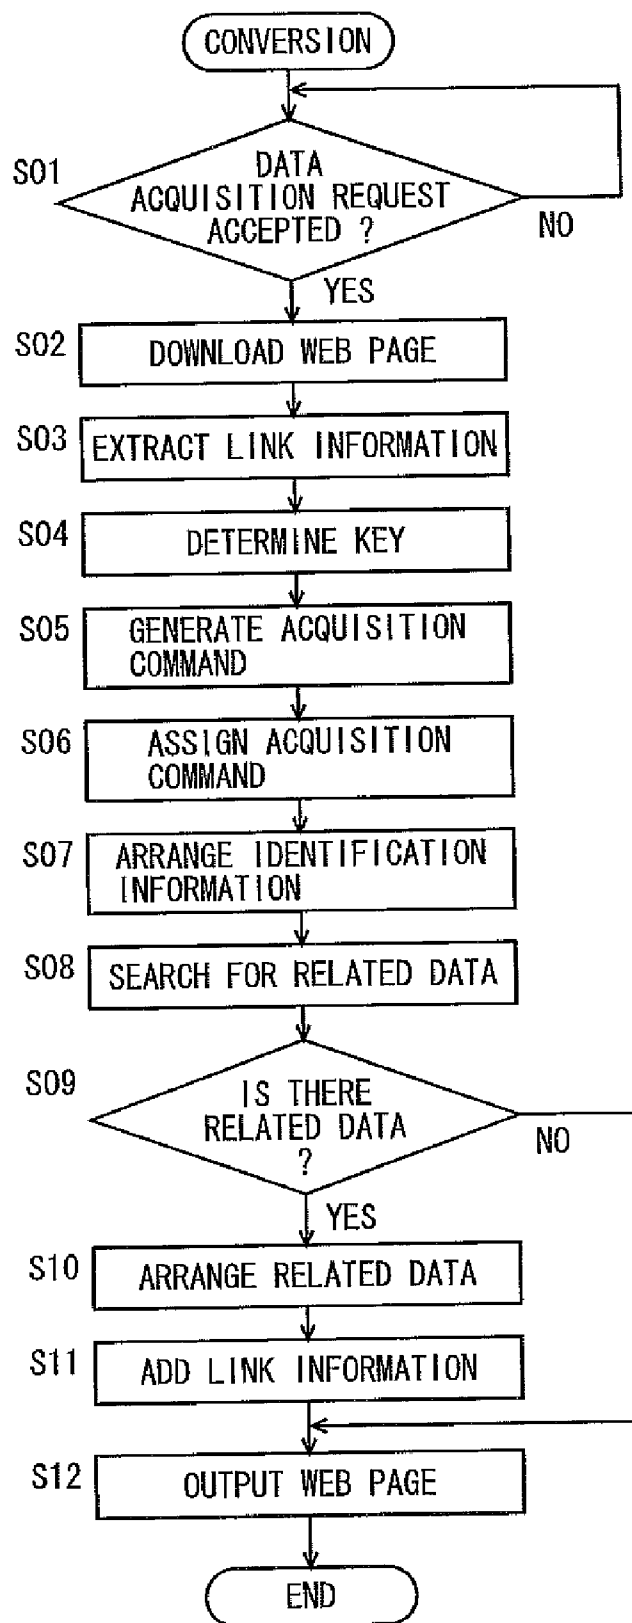 CONVERSION
S01
DATA
ACQUISITION REQUEST
ACCEPTED ?
NO
YES
S02
DOWNLOAD WEB PAGE
S03
EXTRACT LINK INFORMATION
S04
DETERMINE KEY
S05
GENERATE ACQUISITION
COMMAND
S06
ASSIGN ACQUISITION
COMMAND
S07
ARRANGE IDENTIFICATION
INFORMATION
S08
SEARCH FOR RELATED DATA
S09
IS THERE
RELATED DATA
?
NO
YES
S10
ARRANGE RELATED DATA
S11
ADD LINK INFORMATION
S12
OUTPUT WEB PAGE
END